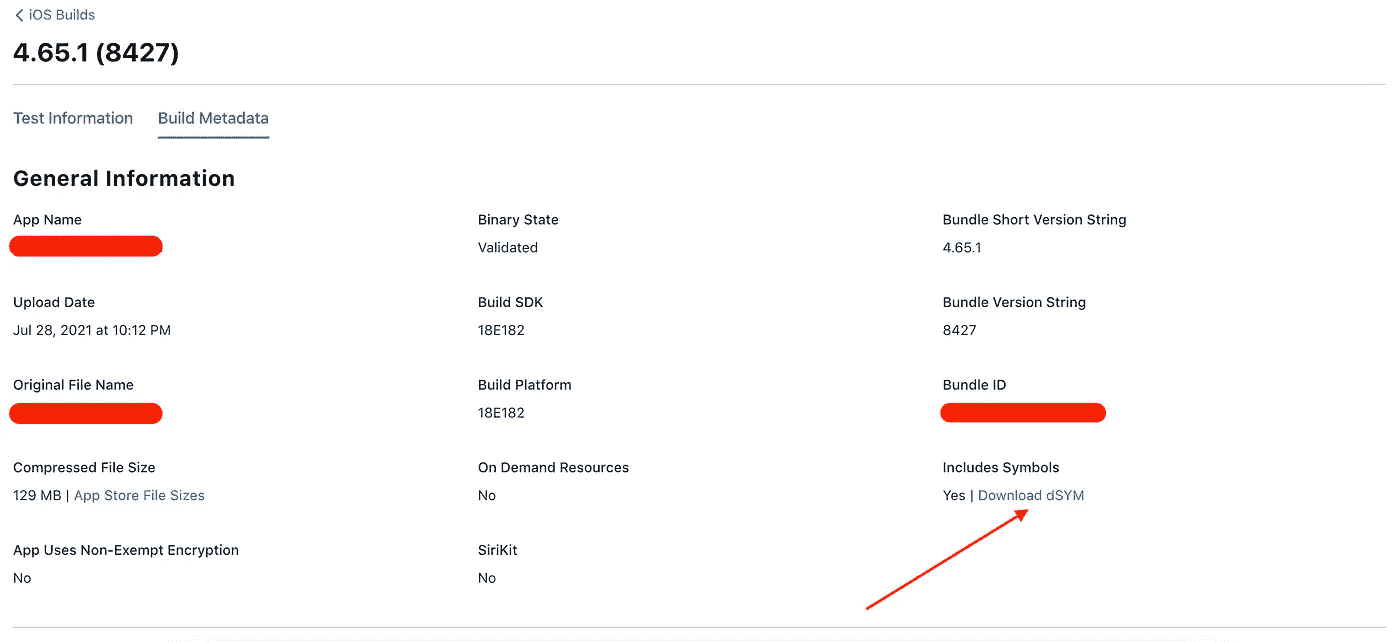 iOS Builds
4.65.1 (8427)
Test Information Build Metadata
General Information
App Name Binary State Bundle Short Version String
Validated 4.65.1
Upload Date Build SDK Bundle Version String
Jul 28, 2021 at 10:12 PM 18E182 8427
Original File Name Build Platform Bundle ID
18E182
Compressed File Size On Demand Resources Includes Symbols
129 MB | App Store File Sizes No Yes | Download dSYM
App Uses Non-Exempt Encryption SiriKit
No No